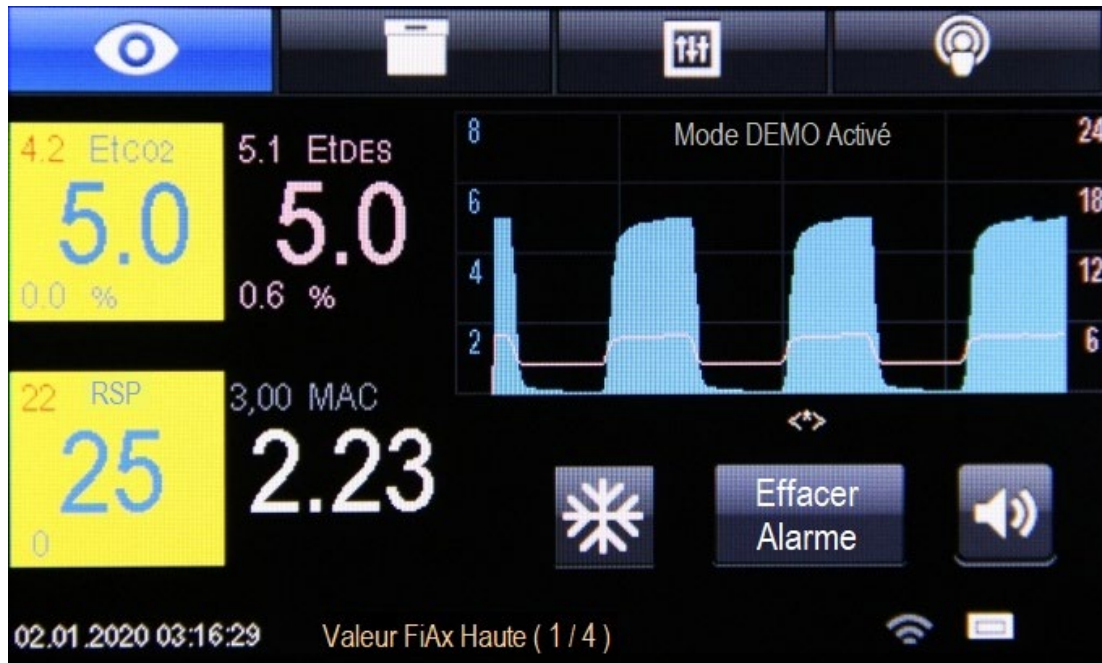 4.2 EtCO2
5.0
0.0 %
5.1 EtDES
5.0
0.6 %
22 RSP
25
0
3,00 MAC
2.23
Mode DEMO Activé
8
6
4
2
24
18
12
6
<*>
Effacer
Alarme
02.01.2020 03:16:29
Valeur FiAx Haute ( 1 / 4 )